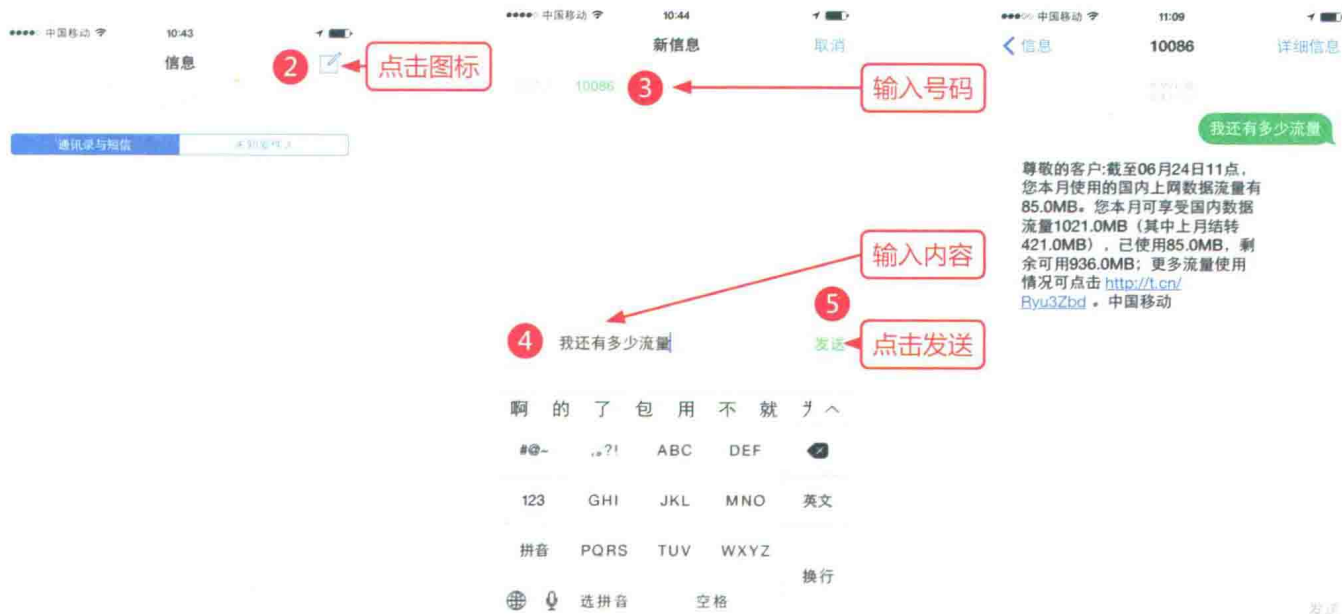 中国移动
10:43
信息
2
点击图标
通讯录与短信
中国移动
10:44
新信息
取消
10086
3
输入号码
输入内容
5
4
我还有多少流量
发送
点击发送
啊 的 了 包 用 不 就
#@~ ,。?! ABC DEF
123 GHI JKL MNO 英文
拼音 PQRS TUV WXYZ
换行
选拼音 空格
中国移动
11:09
信息
10086
详细信息
我还有多少流量
尊敬的客户:截至06月24日11点，
您本月使用的国内上网数据流量有
85.0MB。您本月可享受国内数据
流量1021.0MB（其中上月结转
421.0MB），已使用85.0MB，剩
余可用936.0MB；更多流量使用
情况可点击 http://t.cn/
Ryu3Zbd 。中国移动